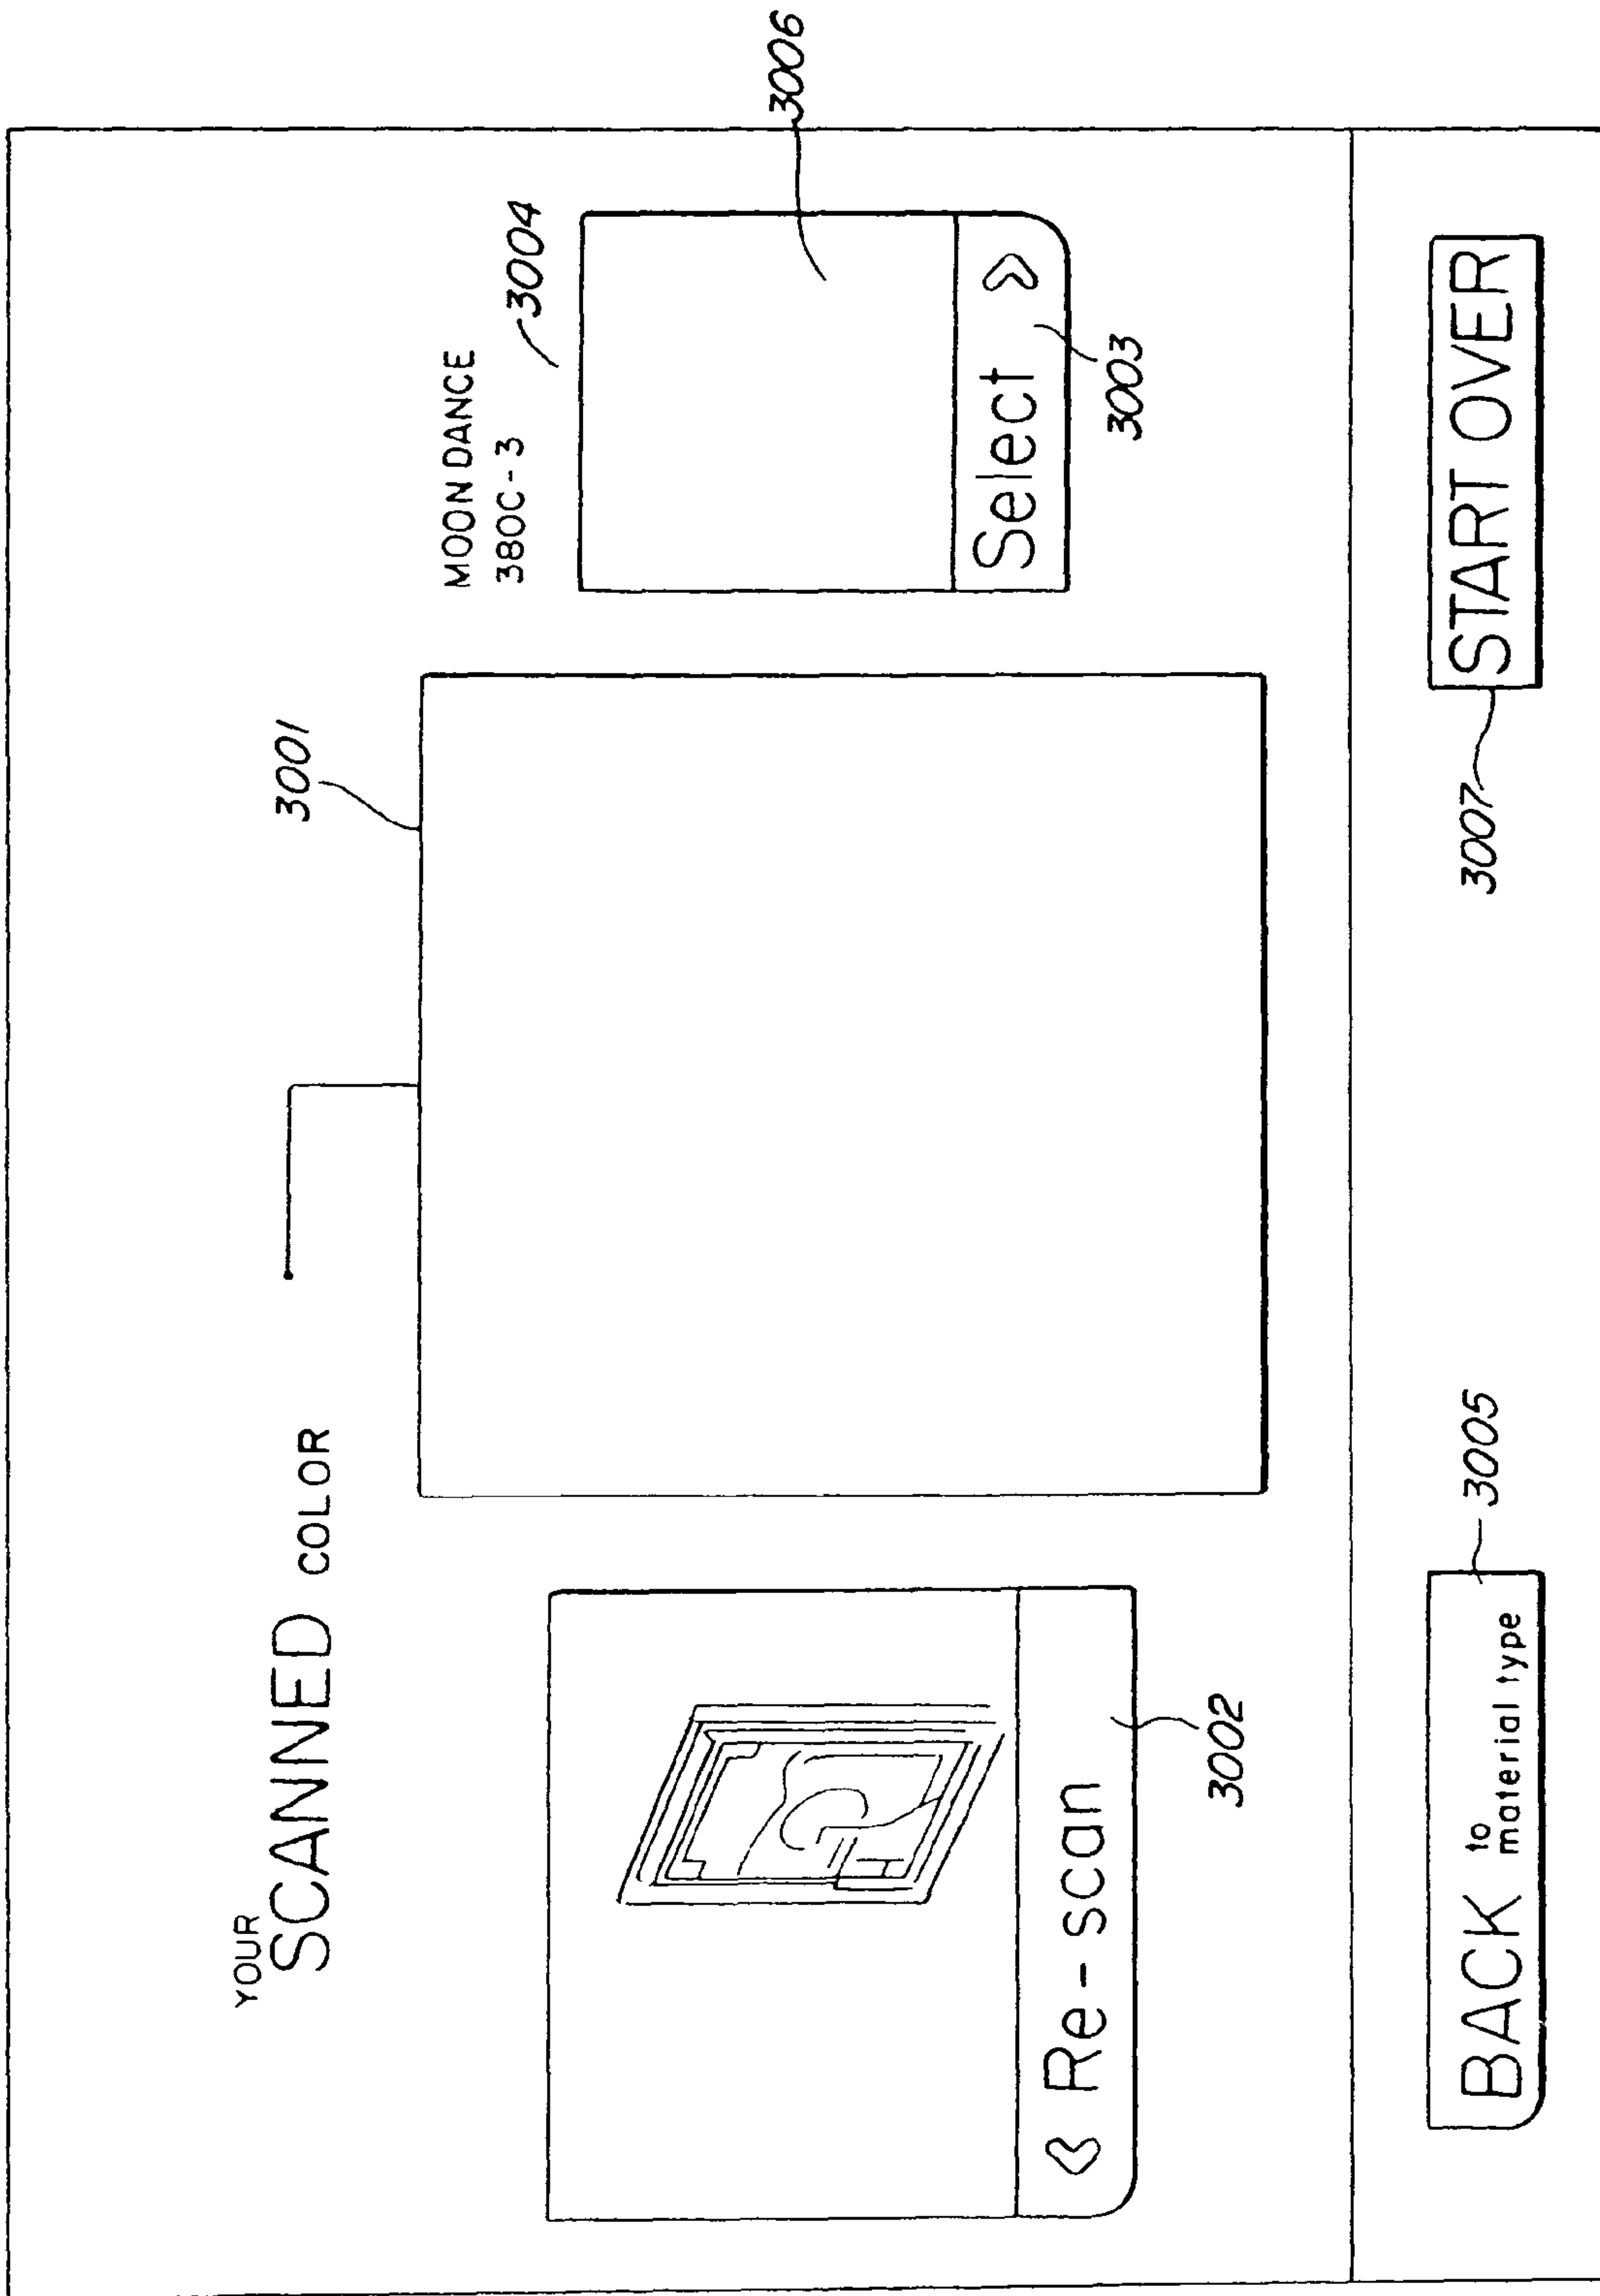 YOUR
SCANNED COLOR
3001
MOON DANCE
380C-3
3004
3006
Select
3003
Re-scan
3002
BACK to
material type
3005
3007
START OVER